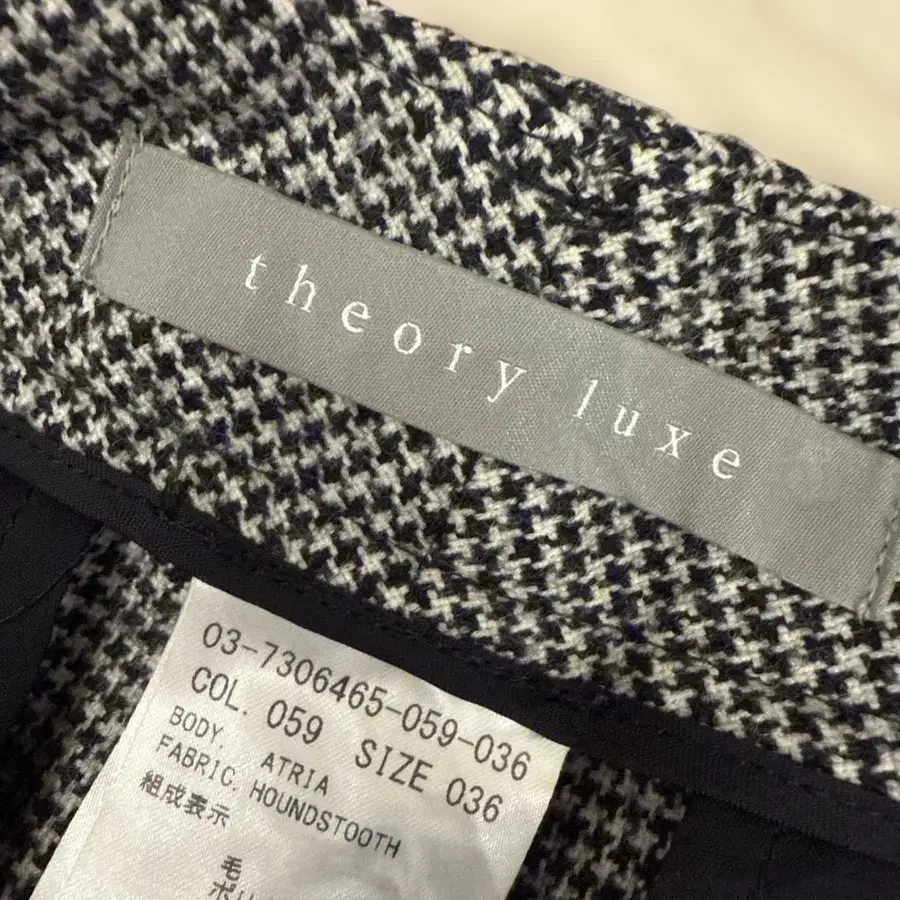 theory luxe
03-7306465-059-036
COL. 059 SIZE 036
BODY. ATRIA
FABRIC. HOUNDSTOOTH
組成表示
毛